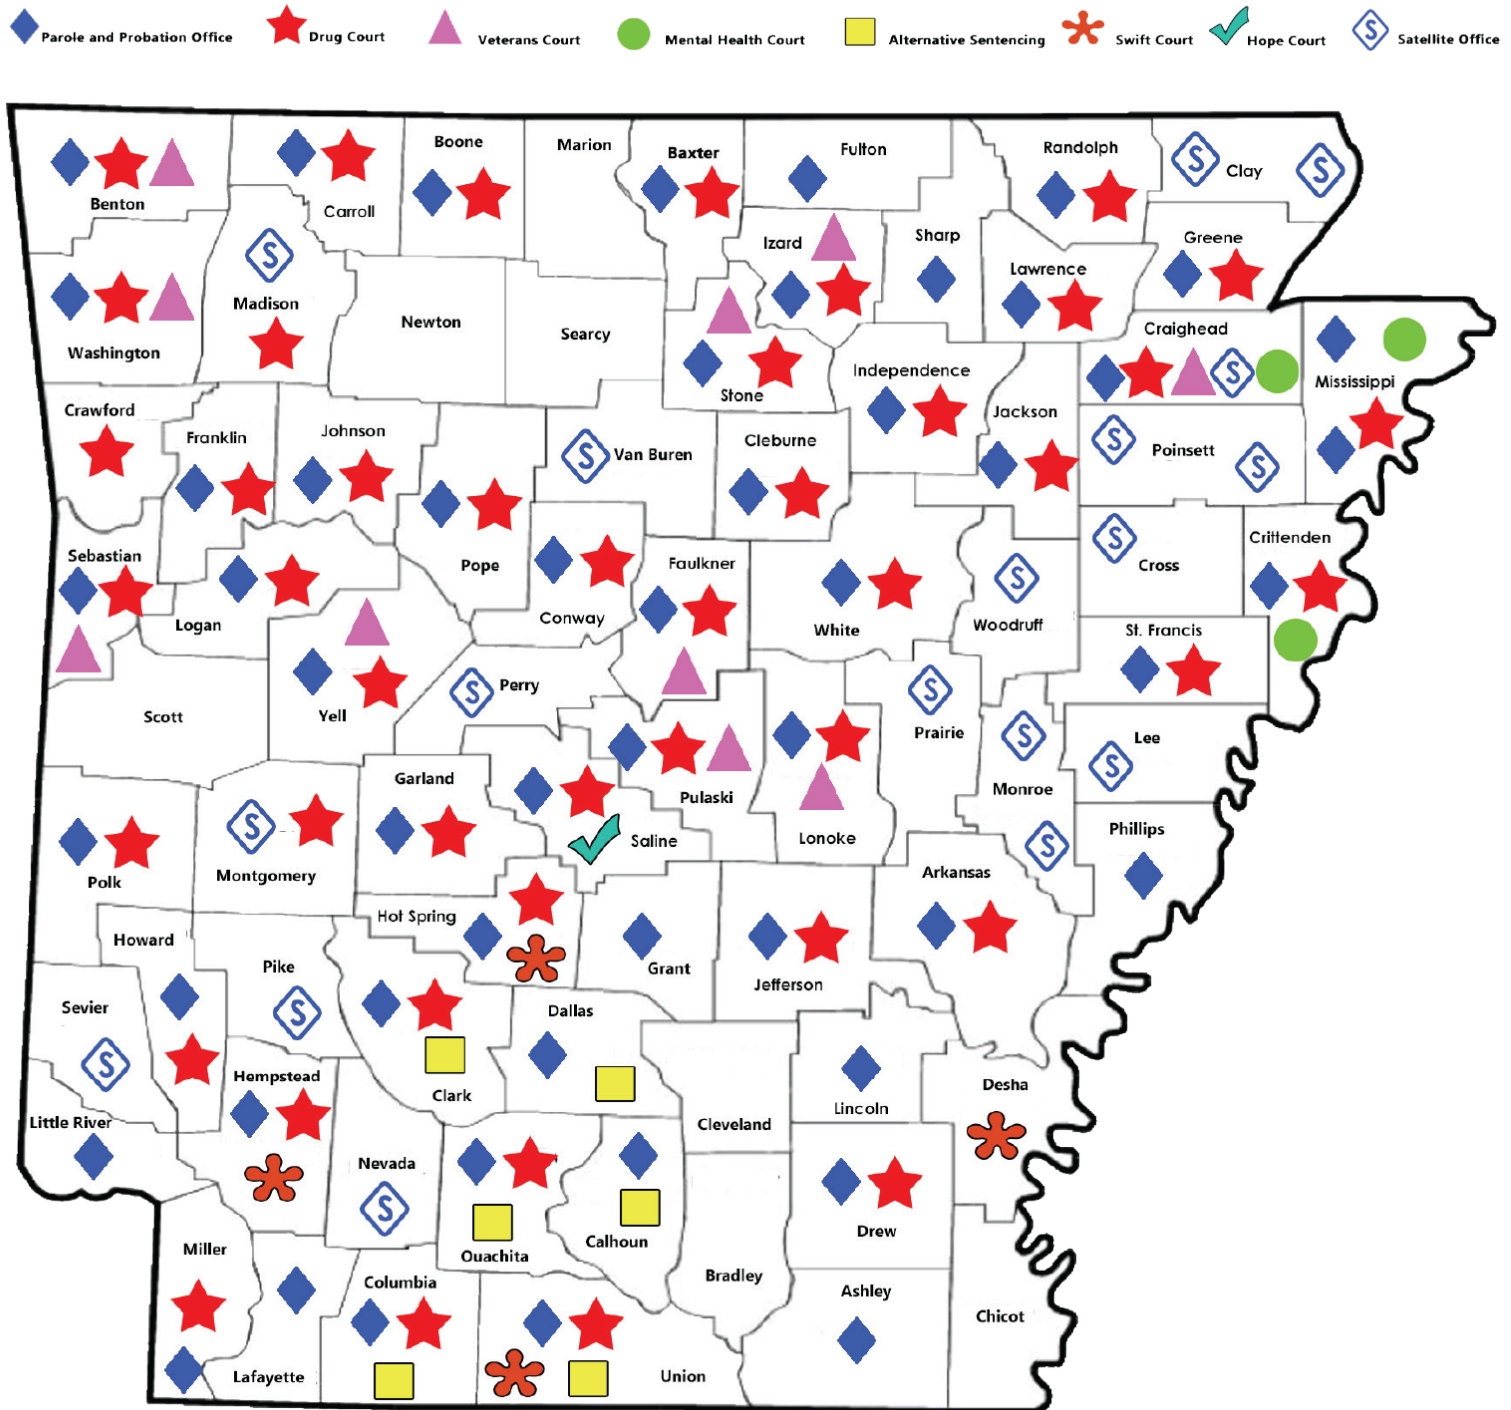 Parole and Probation Office Drug Court Veterans Court Mental Health Court Alternative Sentencing Swift Court Hope Court S Satellite Office
Boone Marion Baxter Fulton Randolph S Clay S
Benton Carroll
Izard Sharp Greene
S Madison Lawrence
Washington Newton Searcy Craighead
S Mississippi
Stone Independence
Crawford Franklin Johnson Jackson
S Van Buren Cleburne S Poinsett S
Sebastian Pope Faulkner S Cross Crittenden
Logan Conway White S Woodruff St. Francis
Scott Yell S Perry S Prairie S Lee
S
Garland Pulaski Monroe
Polk S Montgomery Saline Lonoke S Phillips
Arkansas
Howard Hot Spring
Pike Grant Jefferson
Sevier S Dallas
S Hempstead Clark Desha
Little River Cleveland Lincoln
Nevada
S Ouachita Calhoun Drew
Miller Columbia Bradley Ashley
Chicot
Lafayette Union